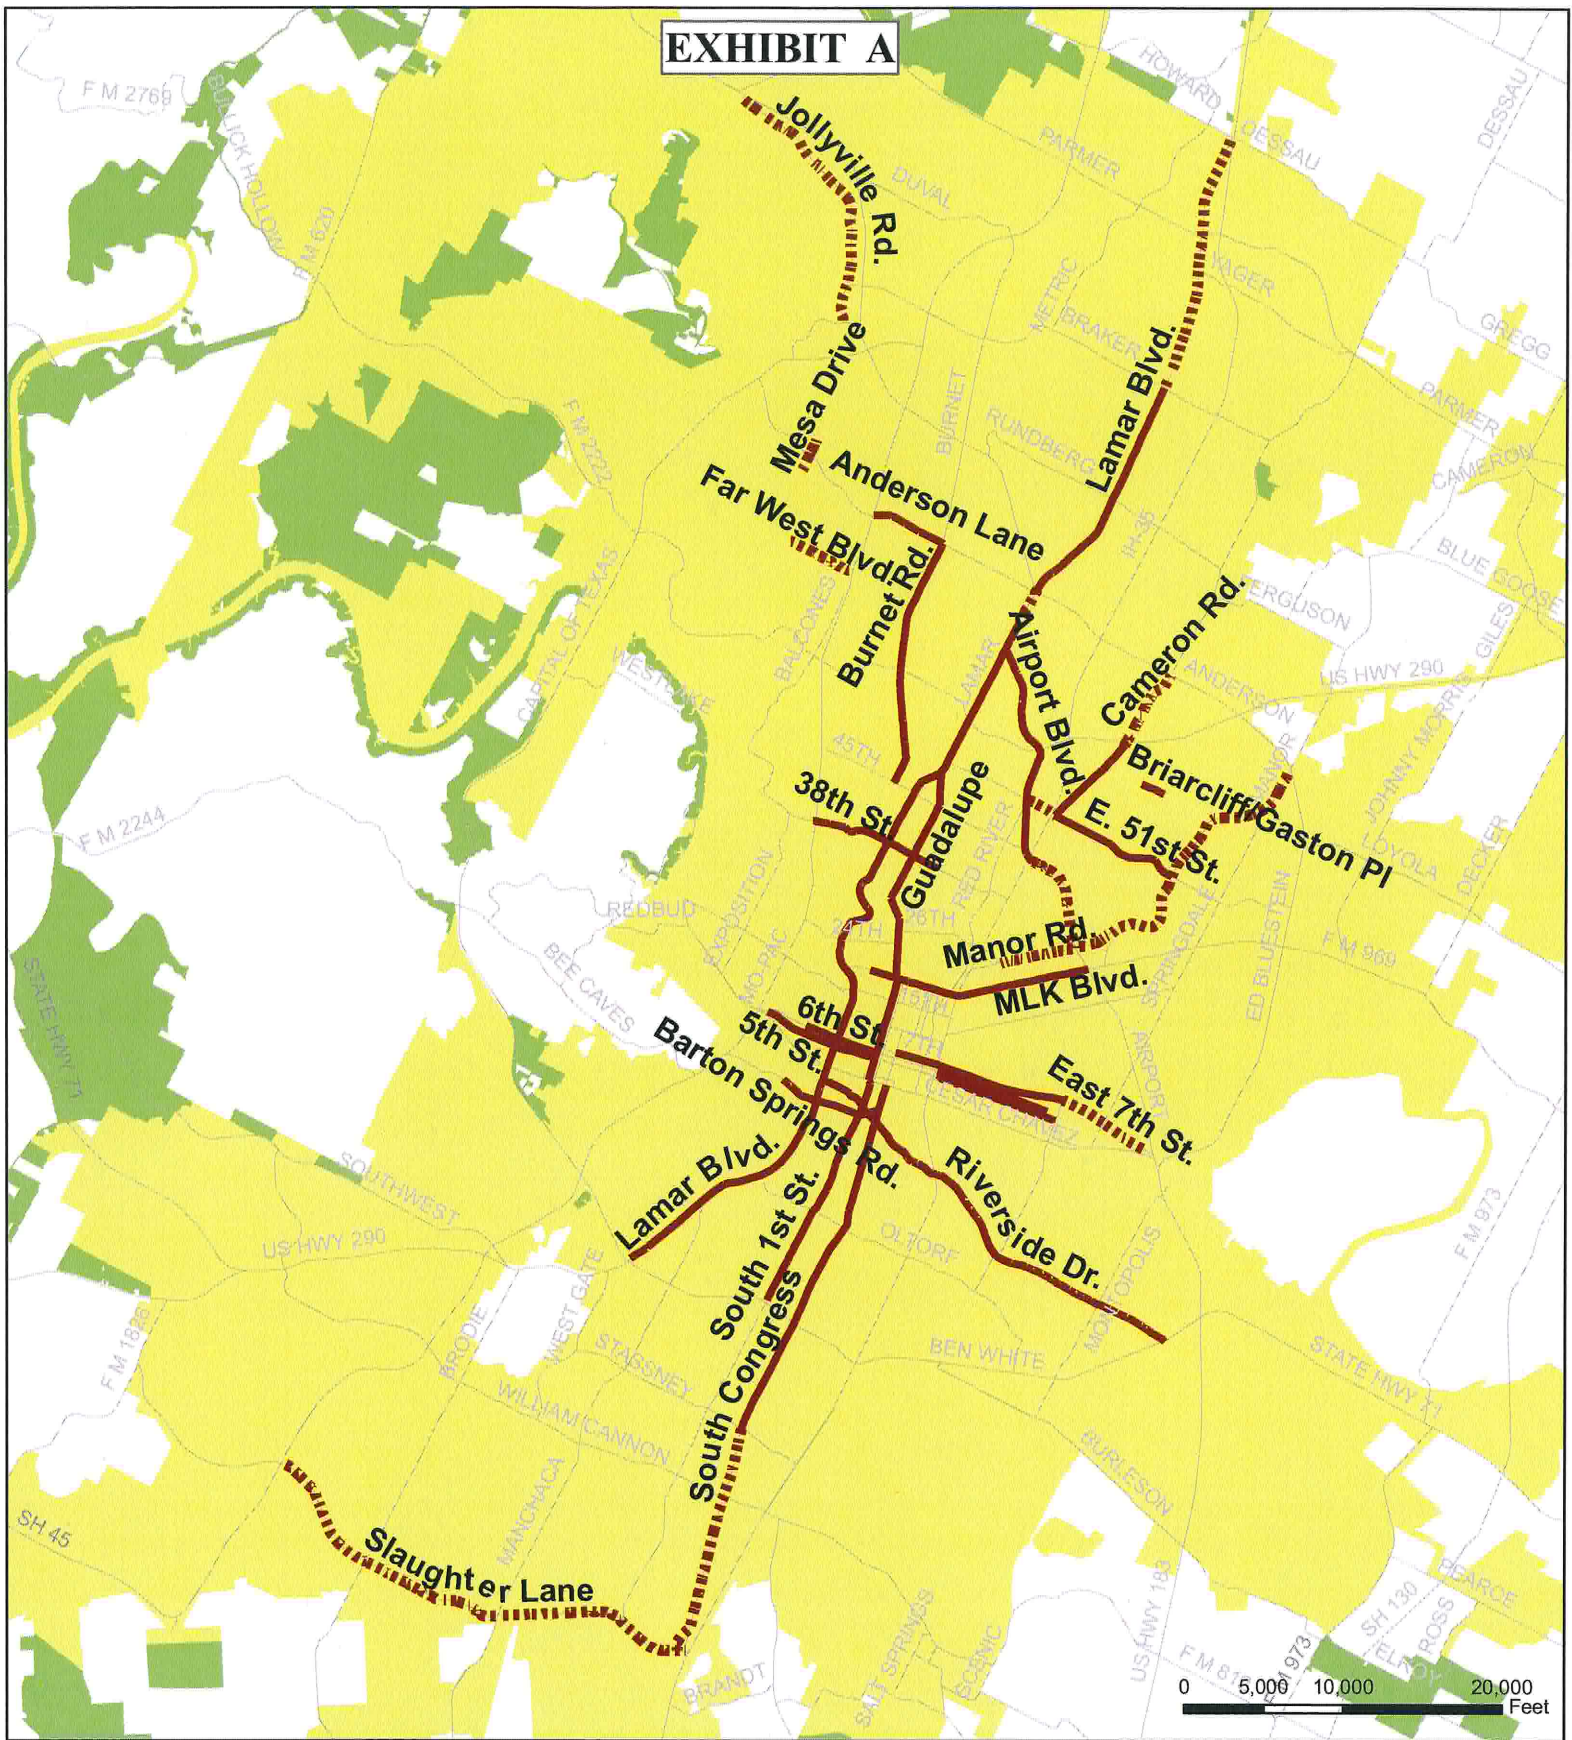 EXHIBIT A
HOWARD
F M 2769
DESSAU
BULLICK HOLLOW
Jollyville Rd.
PARMER
DESSAU
DUVAL
F M 620
YAGER
METRIC
BRAKER
GREGG
Mesa Drive
Lamar Blvd.
BURNET
RUNDBERG
PARMER
F M 2222
CAMERON
Anderson Lane
Far West Blvd.
IH-35
BLUE GOOSE
Burnet Rd.
Cameron Rd.
FERGUSON
GILES
CAPITAL OF TEXAS
BALCONES
Airport Blvd.
LAMAR
WESTLAKE
ANDERSON
US HWY 290
JOHNNY MORRIS
45TH
Briarcliff/Gaston Pl
MANOR
38th St.
Guadalupe
F M 2244
E. 51st St.
RED RIVER
LOYOLA
DECKER
EXPOSITION
REDBUD
24TH
26TH
Manor Rd.
SPRINGDALE
ED BLUESTEIN
F M 969
BEE CAVES
MO-PAC
MLK Blvd.
15TH
STATE HWY 71
6th St.
5th St.
7TH
Barton Springs Rd.
CESAR CHAVEZ
East 7th St.
AIRPORT
Lamar Blvd.
Riverside Dr.
SOUTHWEST
South 1st St.
US HWY 290
OLTORF
MONTOPOLIS
F M 973
WEST GATE
South Congress
F M 1826
BRODIE
STASSNEY
BEN WHITE
STATE HWY 71
WILLIAM CANNON
BURLESON
MANCHACA
SH 45
Slaughter Lane
US HWY 183
PEARCE
SH 130
ROSS
ELROY
SALT SPRINGS
SCENIC
BRANDT
F M 973
0 5,000 10,000 20,000
Feet